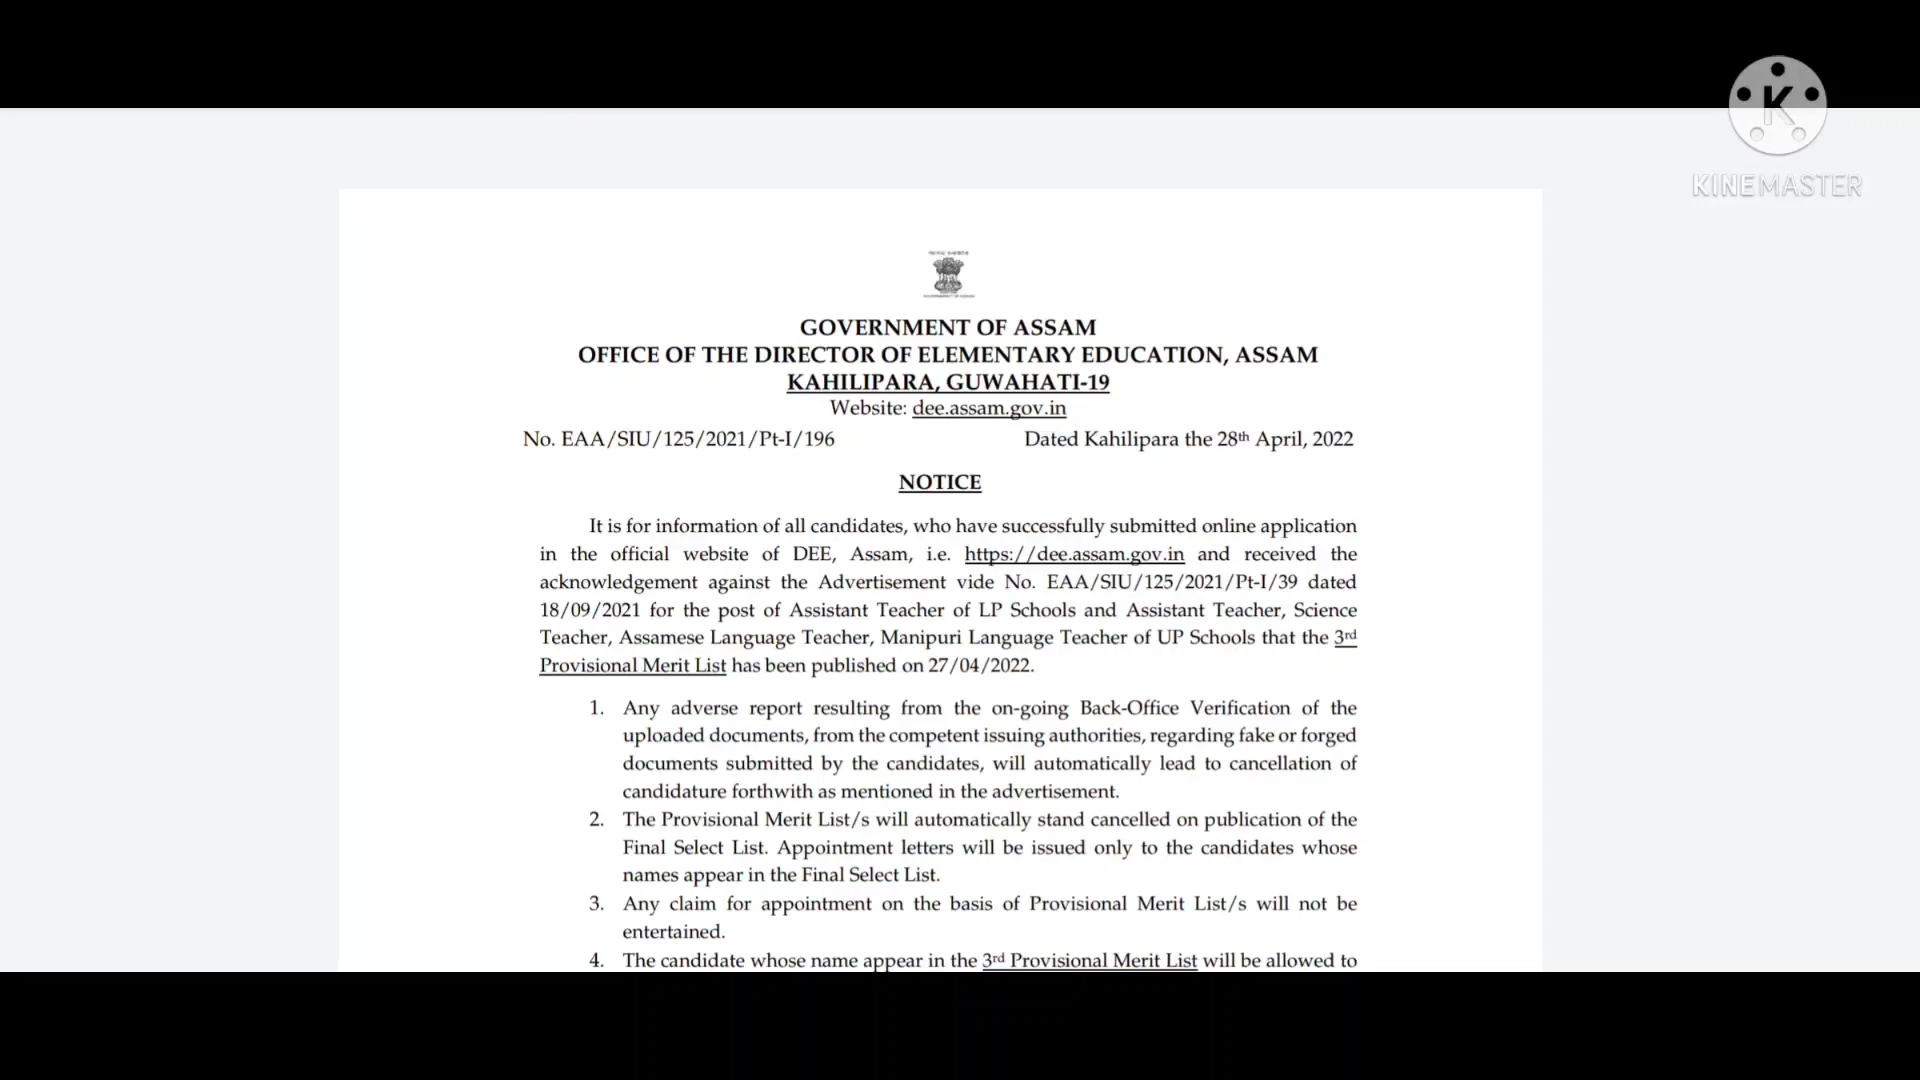 K
KINEMASTER
GOVERNMENT OF ASSAM
OFFICE OF THE DIRECTOR OF ELEMENTARY EDUCATION, ASSAM
KAHILIPARA, GUWAHATI-19
Website: dee.assam.gov.in
No. EAA/SIU/125/2021/Pt-I/196 Dated Kahilipara the 28th April, 2022
NOTICE
It is for information of all candidates, who have successfully submitted online application
in the official website of DEE, Assam, i.e. https://dee.assam.gov.in and received the
acknowledgement against the Advertisement vide No. EAA/SIU/125/2021/Pt-I/39 dated
18/09/2021 for the post of Assistant Teacher of LP Schools and Assistant Teacher, Science
Teacher, Assamese Language Teacher, Manipuri Language Teacher of UP Schools that the 3rd
Provisional Merit List has been published on 27/04/2022.
1. Any adverse report resulting from the on-going Back-Office Verification of the
uploaded documents, from the competent issuing authorities, regarding fake or forged
documents submitted by the candidates, will automatically lead to cancellation of
candidature forthwith as mentioned in the advertisement.
2. The Provisional Merit List/s will automatically stand cancelled on publication of the
Final Select List. Appointment letters will be issued only to the candidates whose
names appear in the Final Select List.
3. Any claim for appointment on the basis of Provisional Merit List/s will not be
entertained.
4. The candidate whose name appear in the 3rd Provisional Merit List will be allowed to